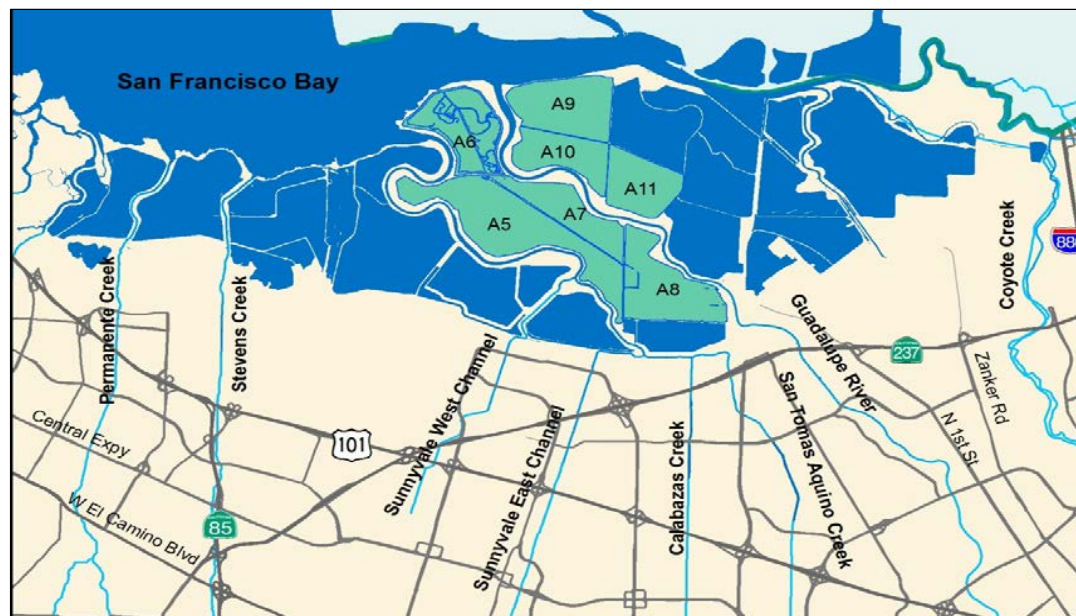 San Francisco Bay
A9
A6
A10
A11
A5
A7
A8
880
Coyote Creek
Permanente Creek
Stevens Creek
Guadalupe River
237
Zanker Rd
Sunnyvale West Channel
San Tomas Aquino Creek
N 1st St
Central Expy
101
Sunnyvale East Channel
Calabazas Creek
W El Camino Blvd
85